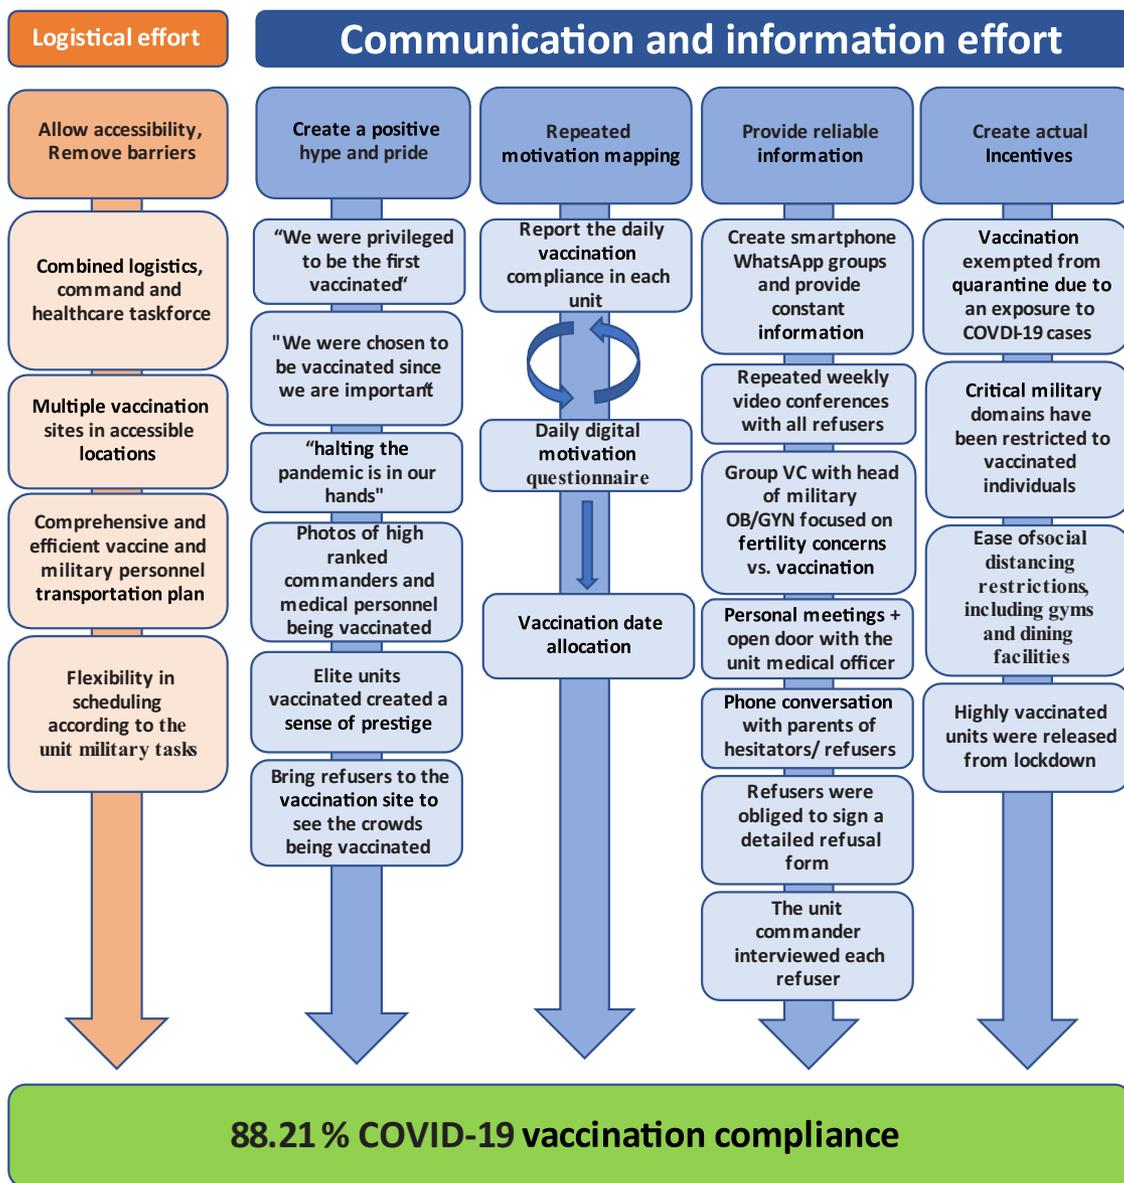 Logistical effort
Communication and information effort
Allow accessibility,
Remove barriers
Combined logistics,
command and
healthcare taskforce
Multiple vaccination
sites in accessible
locations
Comprehensive and
efficient vaccine and
military personnel
transportation plan
Flexibility in
scheduling
according to the
unit military tasks
Create a positive
hype and pride
“We were privileged
to be the first
vaccinated“
"We were chosen to
be vaccinated since
we are important“
“halting the
pandemic is in our
hands"
Photos of high
ranked
commanders and
medical personnel
being vaccinated
Elite units
vaccinated created a
sense of prestige
Bring refusers to the
vaccination site to
see the crowds
being vaccinated
Repeated
motivation mapping
Report the daily
vaccination
compliance in each
unit
Daily digital
motivation
questionnaire
Vaccination date
allocation
Provide reliable
information
Create smartphone
WhatsApp groups
and provide
constant
information
Repeated weekly
video conferences
with all refusers
Group VC with head
of military
OB/GYN focused on
fertility concerns
vs. vaccination
Personal meetings +
open door with the
unit medical officer
Phone conversation
with parents of
hesitators/ refusers
Refusers were
obliged to sign a
detailed refusal
form
The unit
commander
interviewed each
refuser
Create actual
Incentives
Vaccination
exempted from
quarantine due to
an exposure to
COVDI-19 cases
Critical military
domains have
been restricted to
vaccinated
individuals
Ease ofsocial
distancing
restrictions,
including gyms
and dining
facilities
Highly vaccinated
units were released
from lockdown
88.21% COVID-19 vaccination compliance